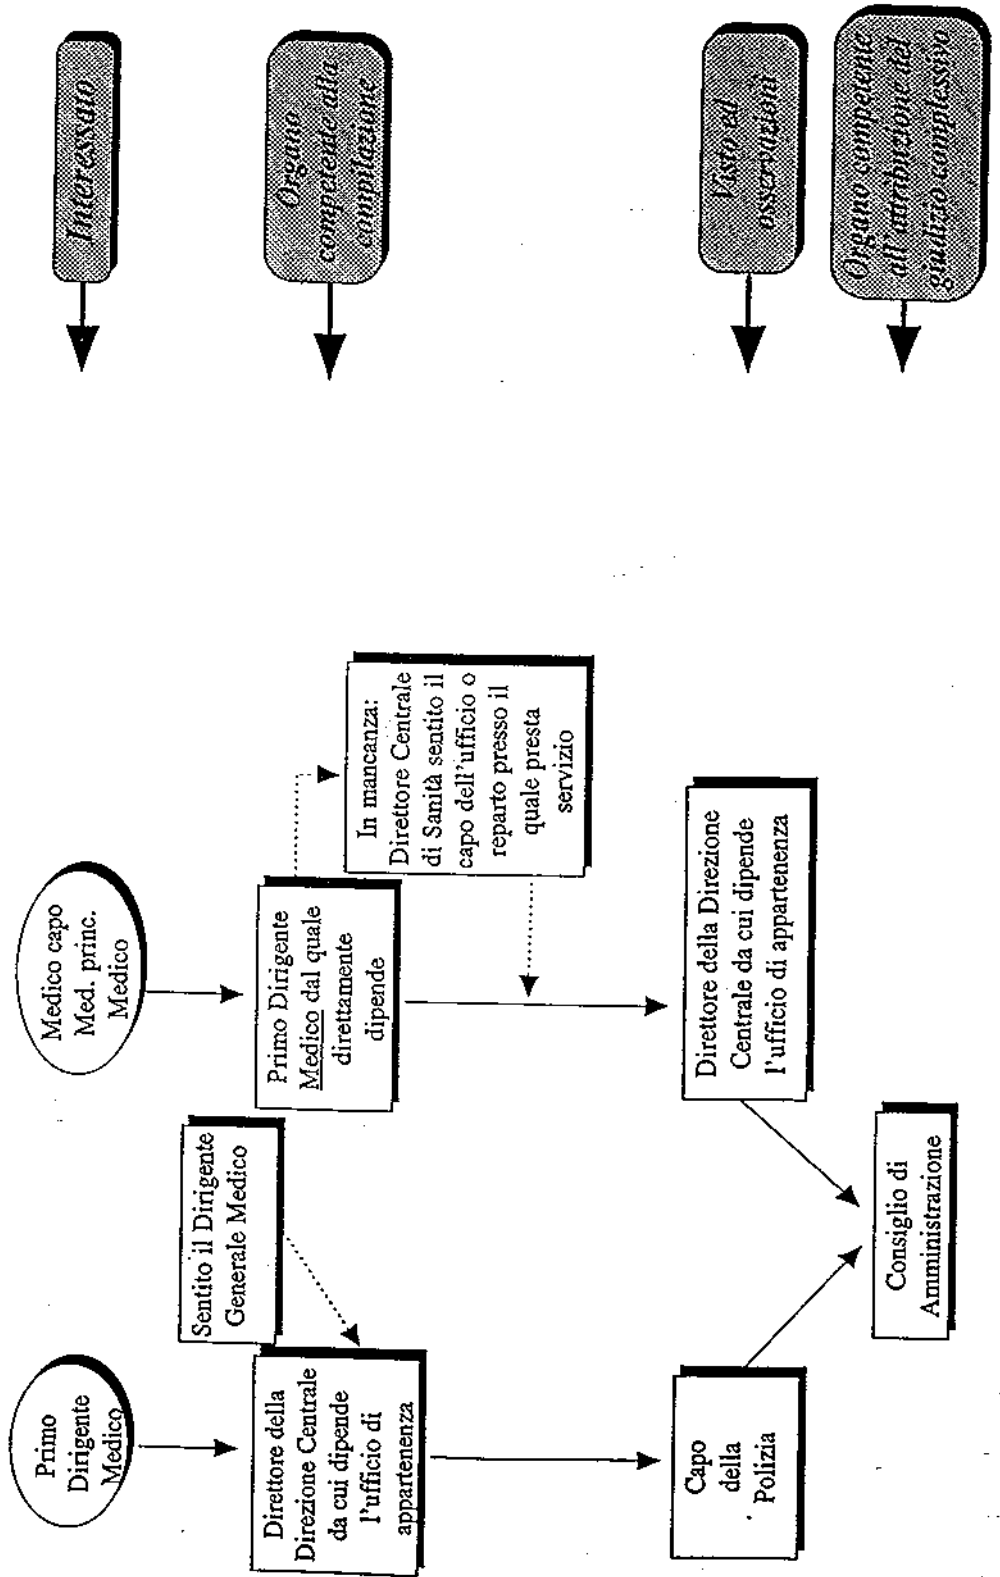 Primo
Dirigente
Medico
Sentito il Dirigente
Generale Medico
Medico capo
Med. princ.
Medico
Interessato
Direttore della
Direzione Centrale
da cui dipende
l'ufficio di
appartenenza
Primo Dirigente
Medico dal quale
direttamente
dipende
In mancanza:
Direttore Centrale
di Sanità sentito il
capo dell'ufficio o
reparto presso il
quale presta
servizio
Organo
competente alla
compilazione
Capo
della
Polizia
Direttore della Direzione
Centrale da cui dipende
l'ufficio di appartenenza
Visto ed
osservazioni
Consiglio di
Amministrazione
Organo competente
all'attribuzione del
giudizio complessivo